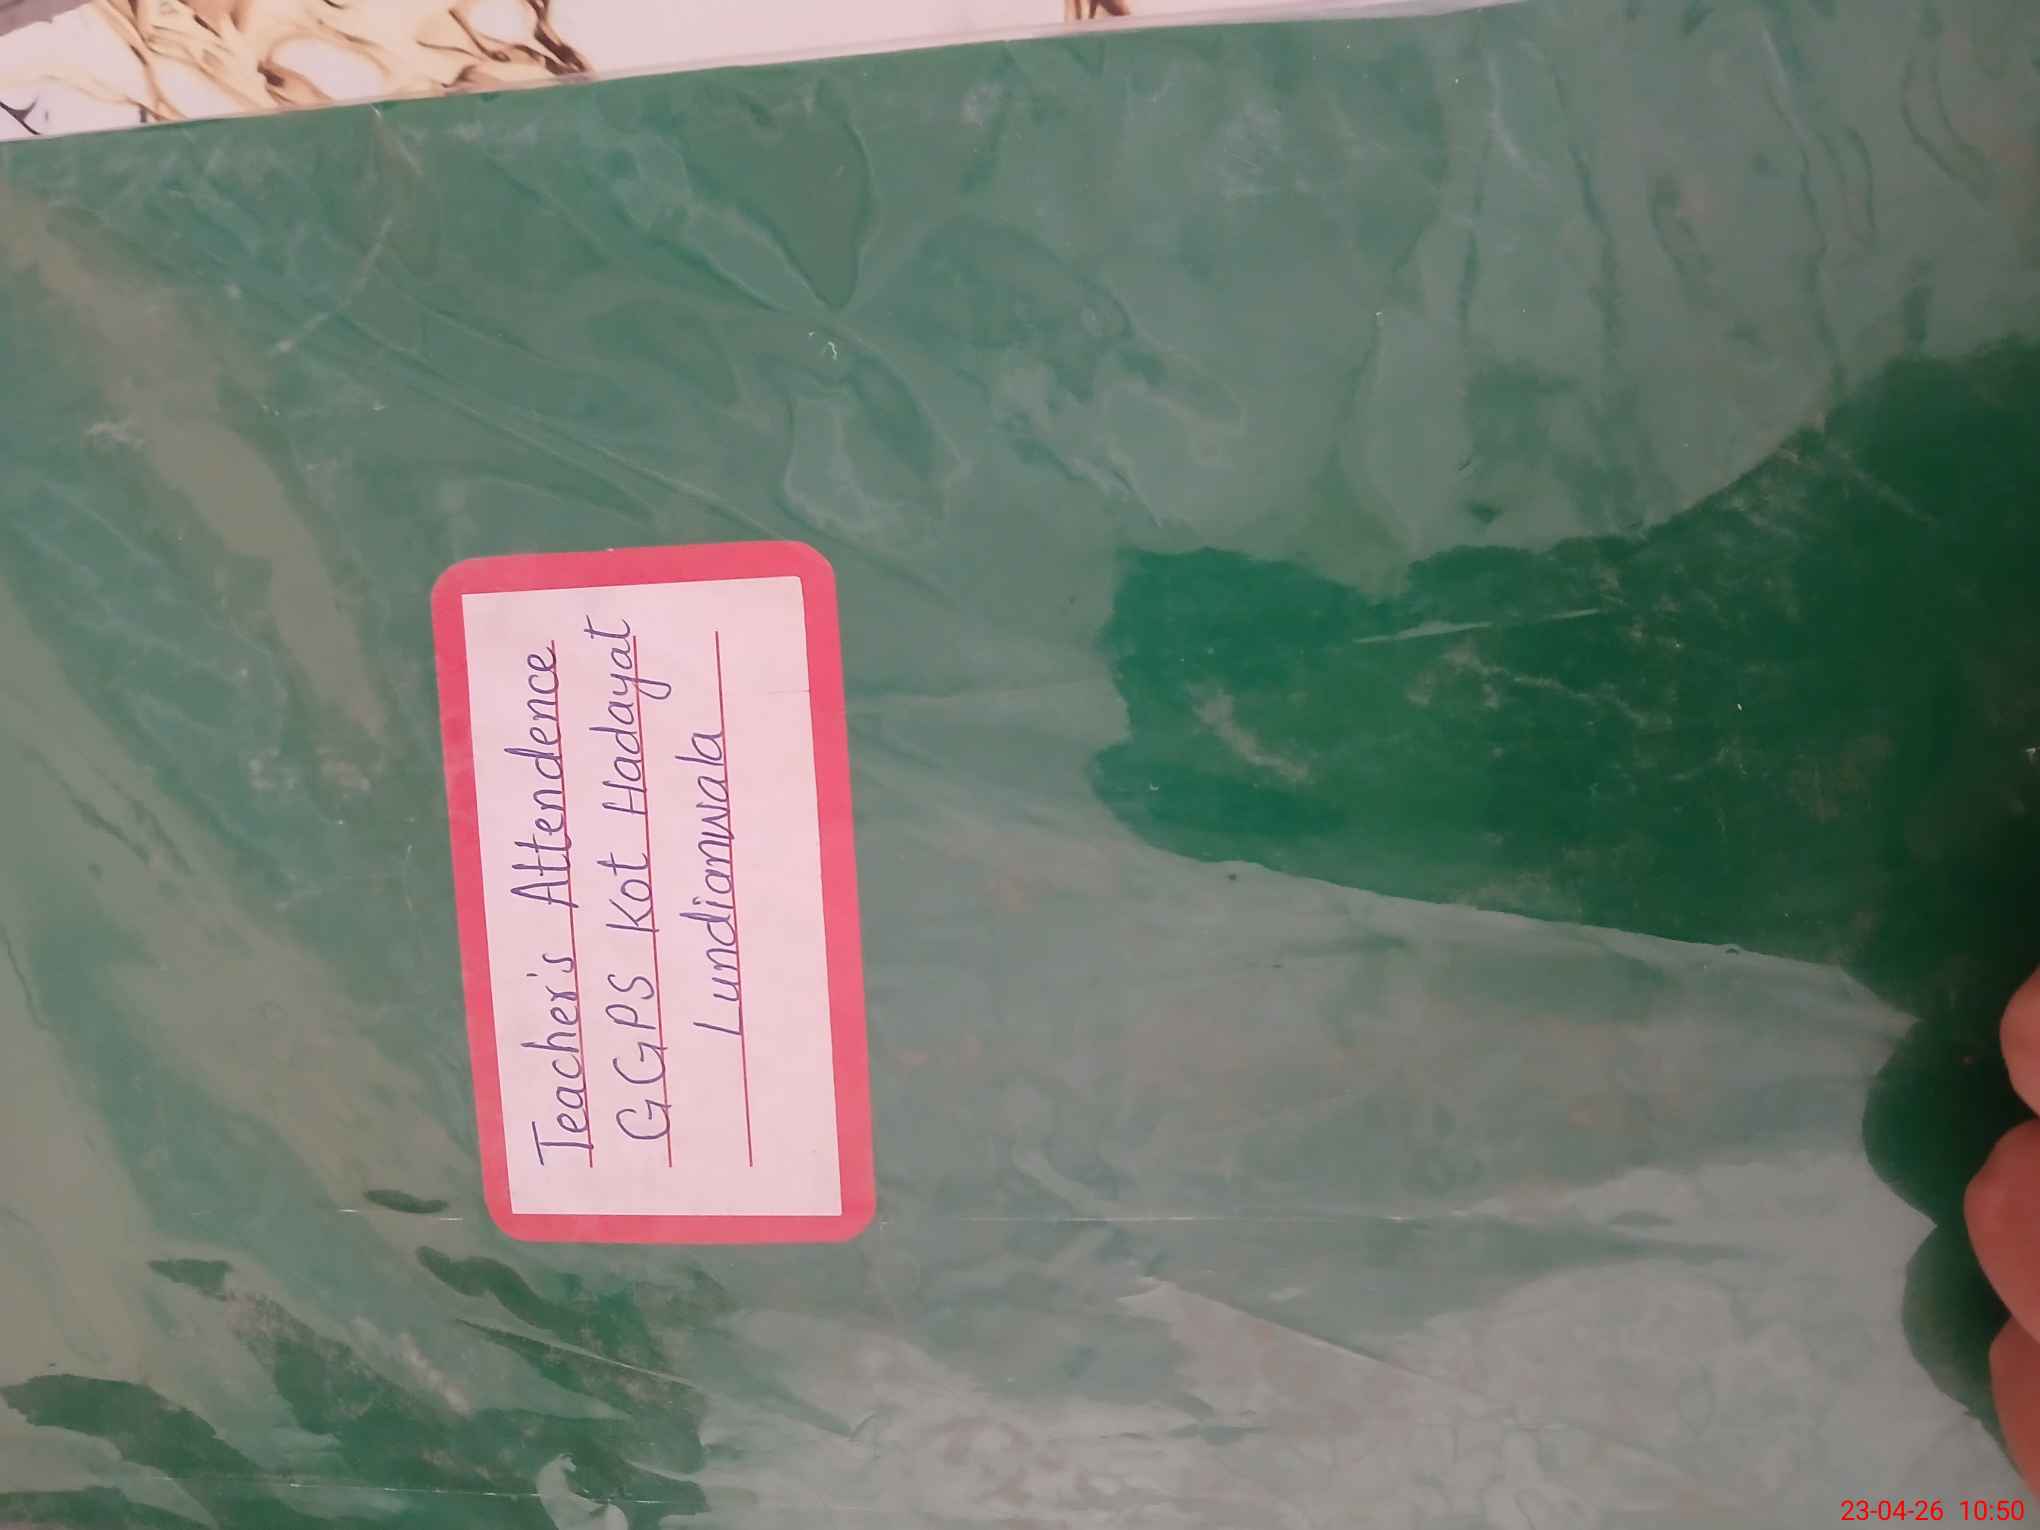 Teacher's Attendence
GGPS Kot Hadayat
Lundianwala
23-04-26 10:50